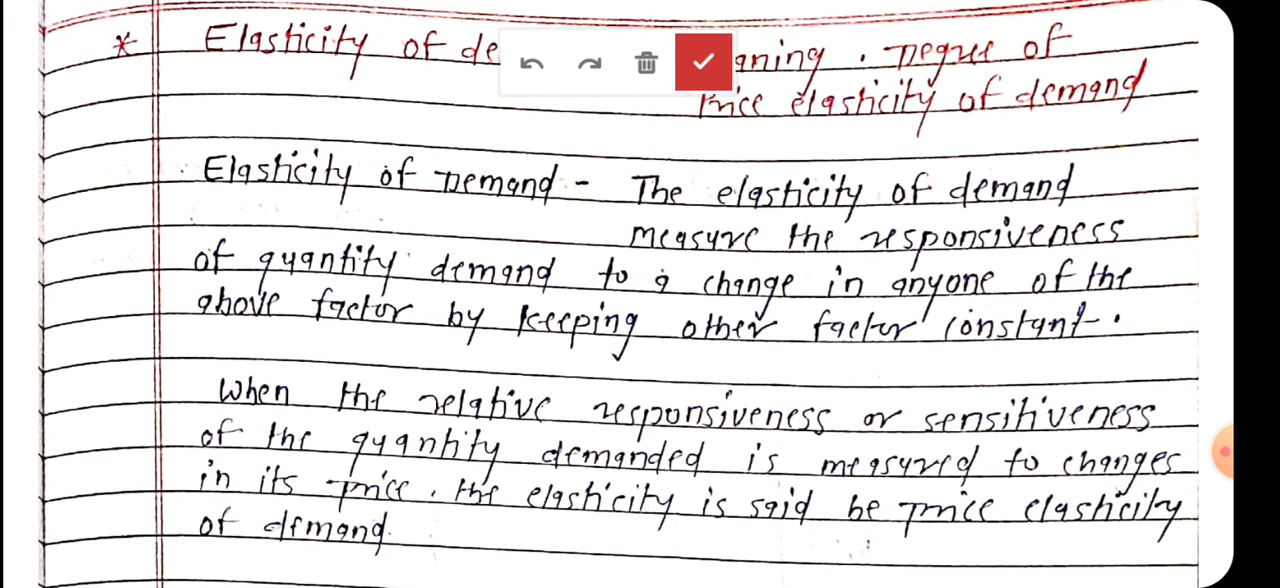 * Elasticity of de aning. Degree of
Price elasticity of demand
Elasticity of Demand - The elasticity of demand
measure the responsiveness
of quantity demand to a change in anyone of the
above factor by keeping other factor constant.
When the relative responsiveness or sensitiveness
of the quantity demanded is measured to changes
in its price. the elasticity is said be price elasticity
of demand.